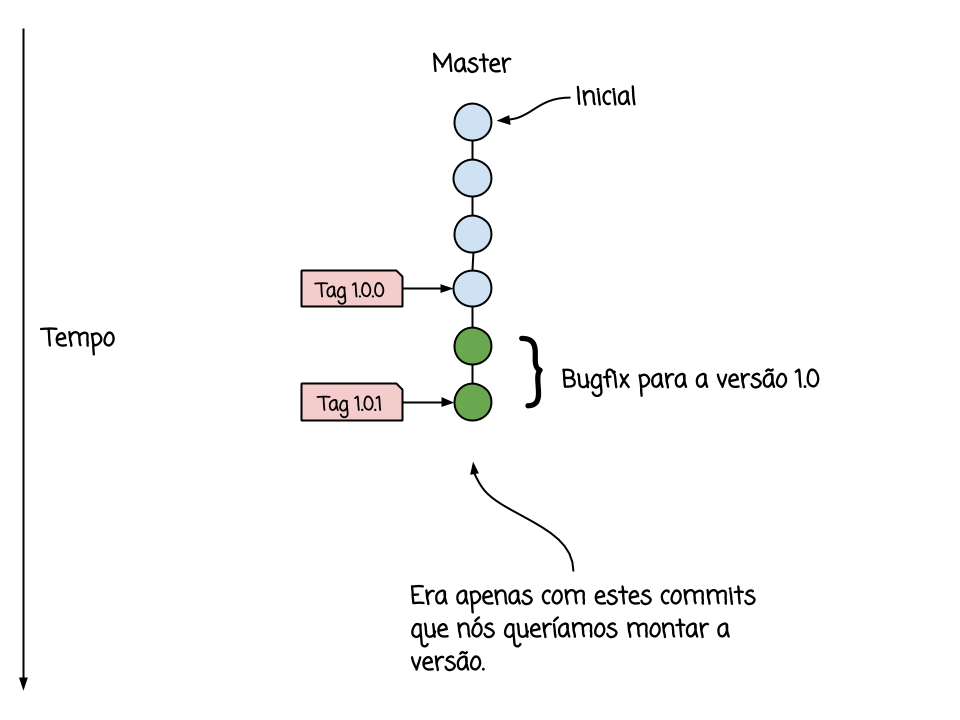 Master
Inicial
Tag 1.0.0
Tempo
Bugfix para a versão 1.0
Tag 1.0.1
Era apenas com estes commits
que nós queríamos montar a
versão.